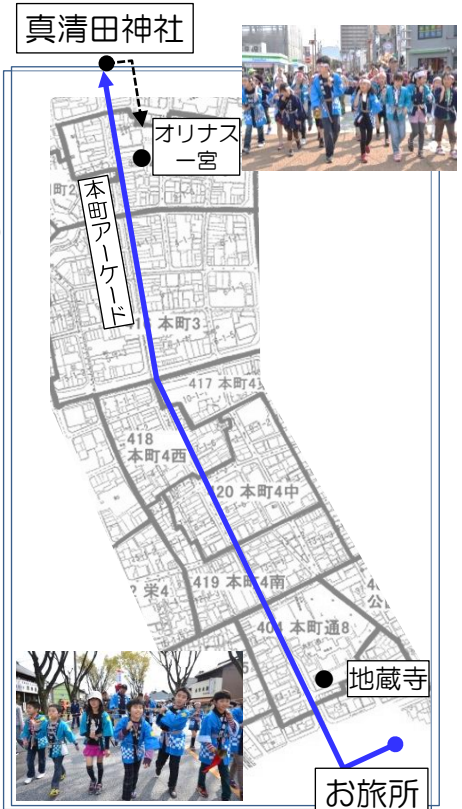 真清田神社
オリナス
一宮
本町アーケード
本町3
417 本町4
418
本町4西
420 本町4中
栄4
419 本町4南
404 本町通8
地蔵寺
お旅所